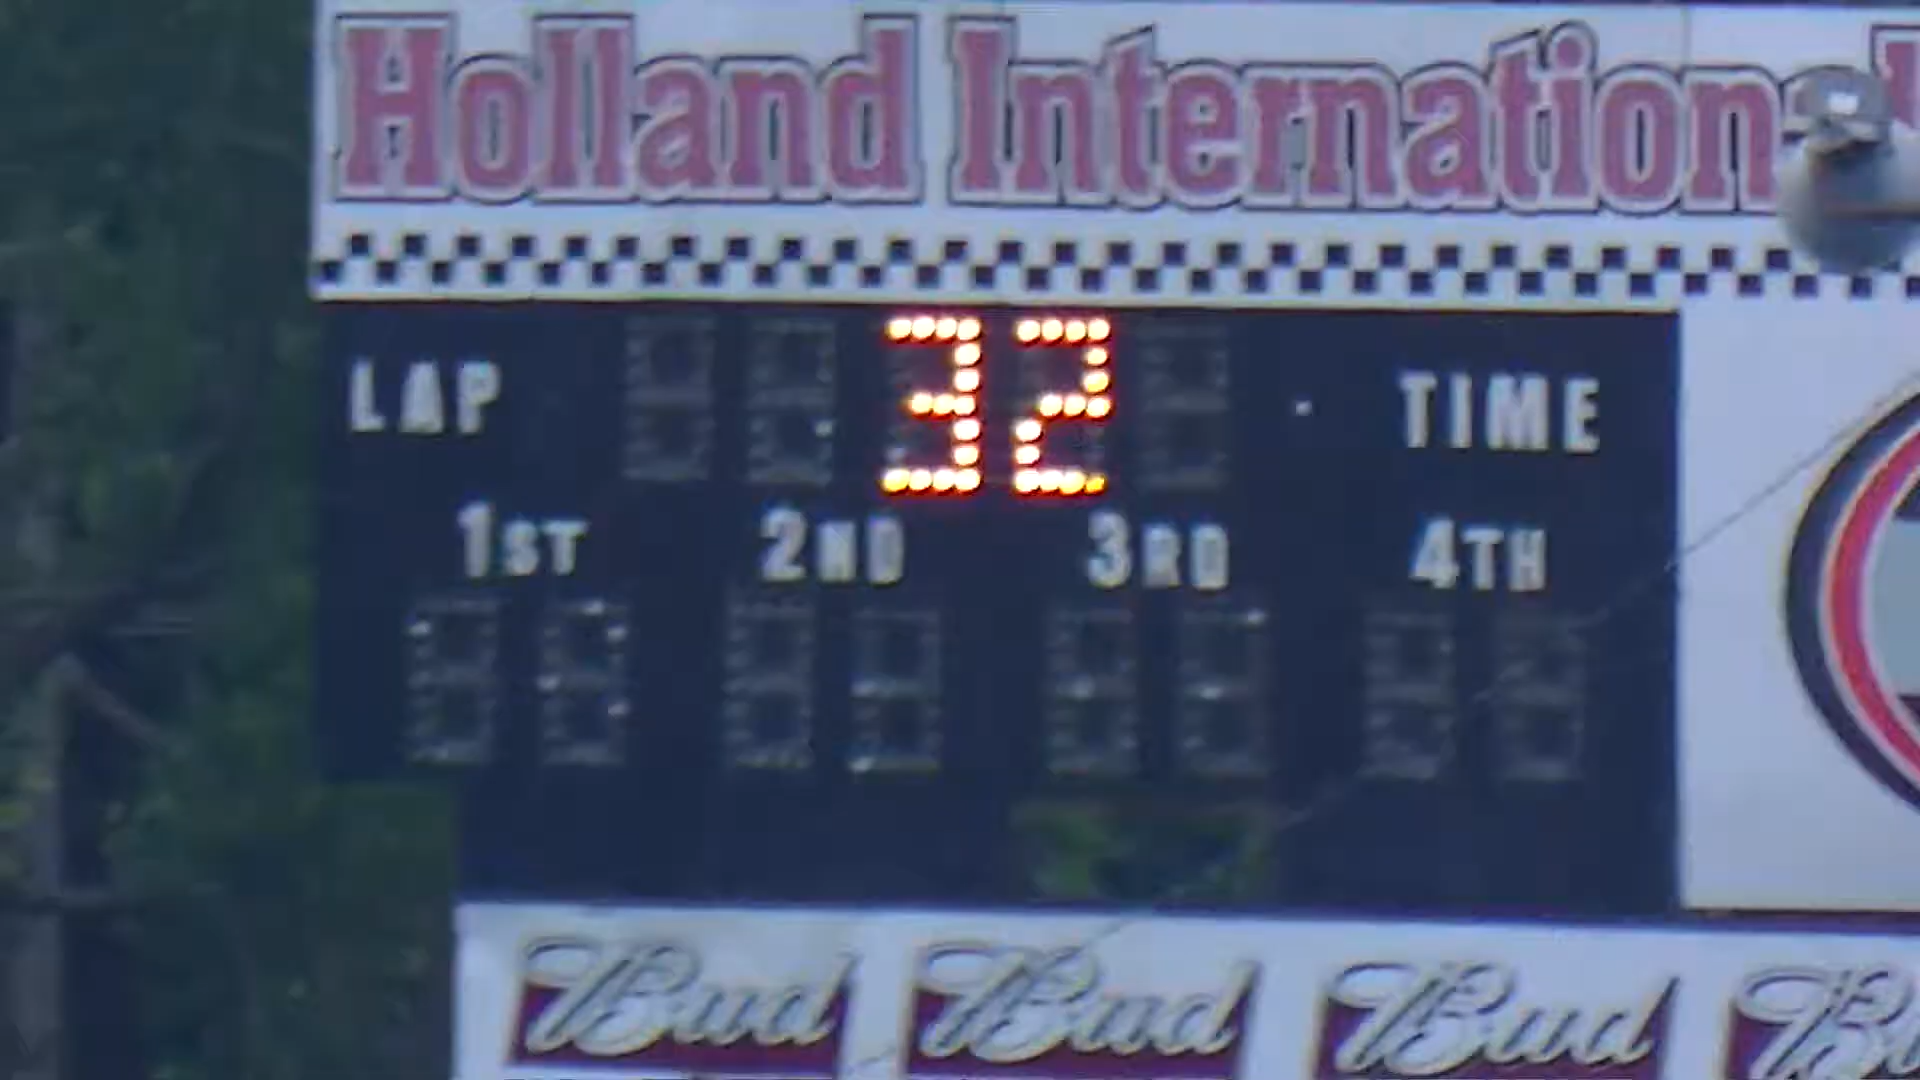 Holland International
LAP 32 TIME
1ST 2ND 3RD 4TH
Bud Bud Bud